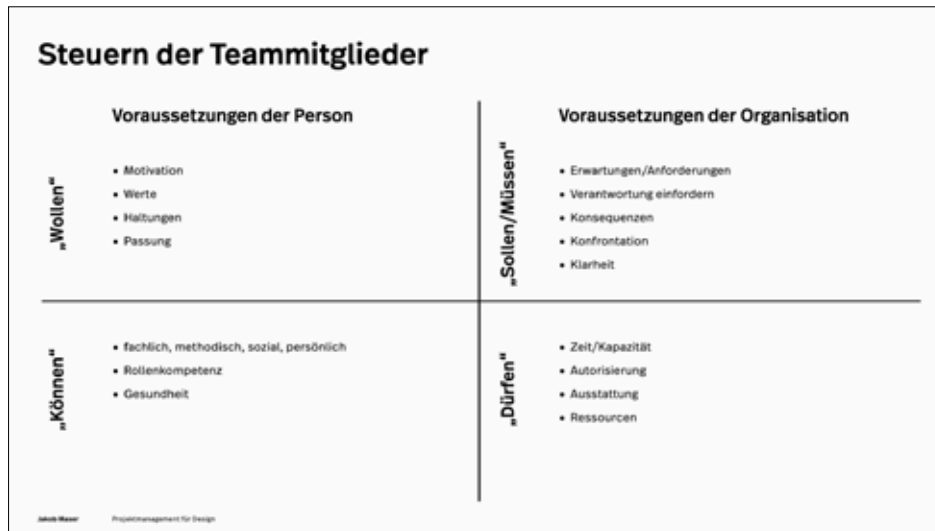 Steuern der Teammitglieder
Voraussetzungen der Person
„Wollen“
• Motivation
• Werte
• Haltungen
• Passung
Voraussetzungen der Organisation
„Sollen/Müssen“
• Erwartungen/Anforderungen
• Verantwortung einfordern
• Konsequenzen
• Konfrontation
• Klarheit
„Können“
• fachlich, methodisch, sozial, persönlich
• Rollenkompetenz
• Gesundheit
„Dürfen“
• Zeit/Kapazität
• Autorisierung
• Ausstattung
• Ressourcen
Jakob Projektmanagement für Design